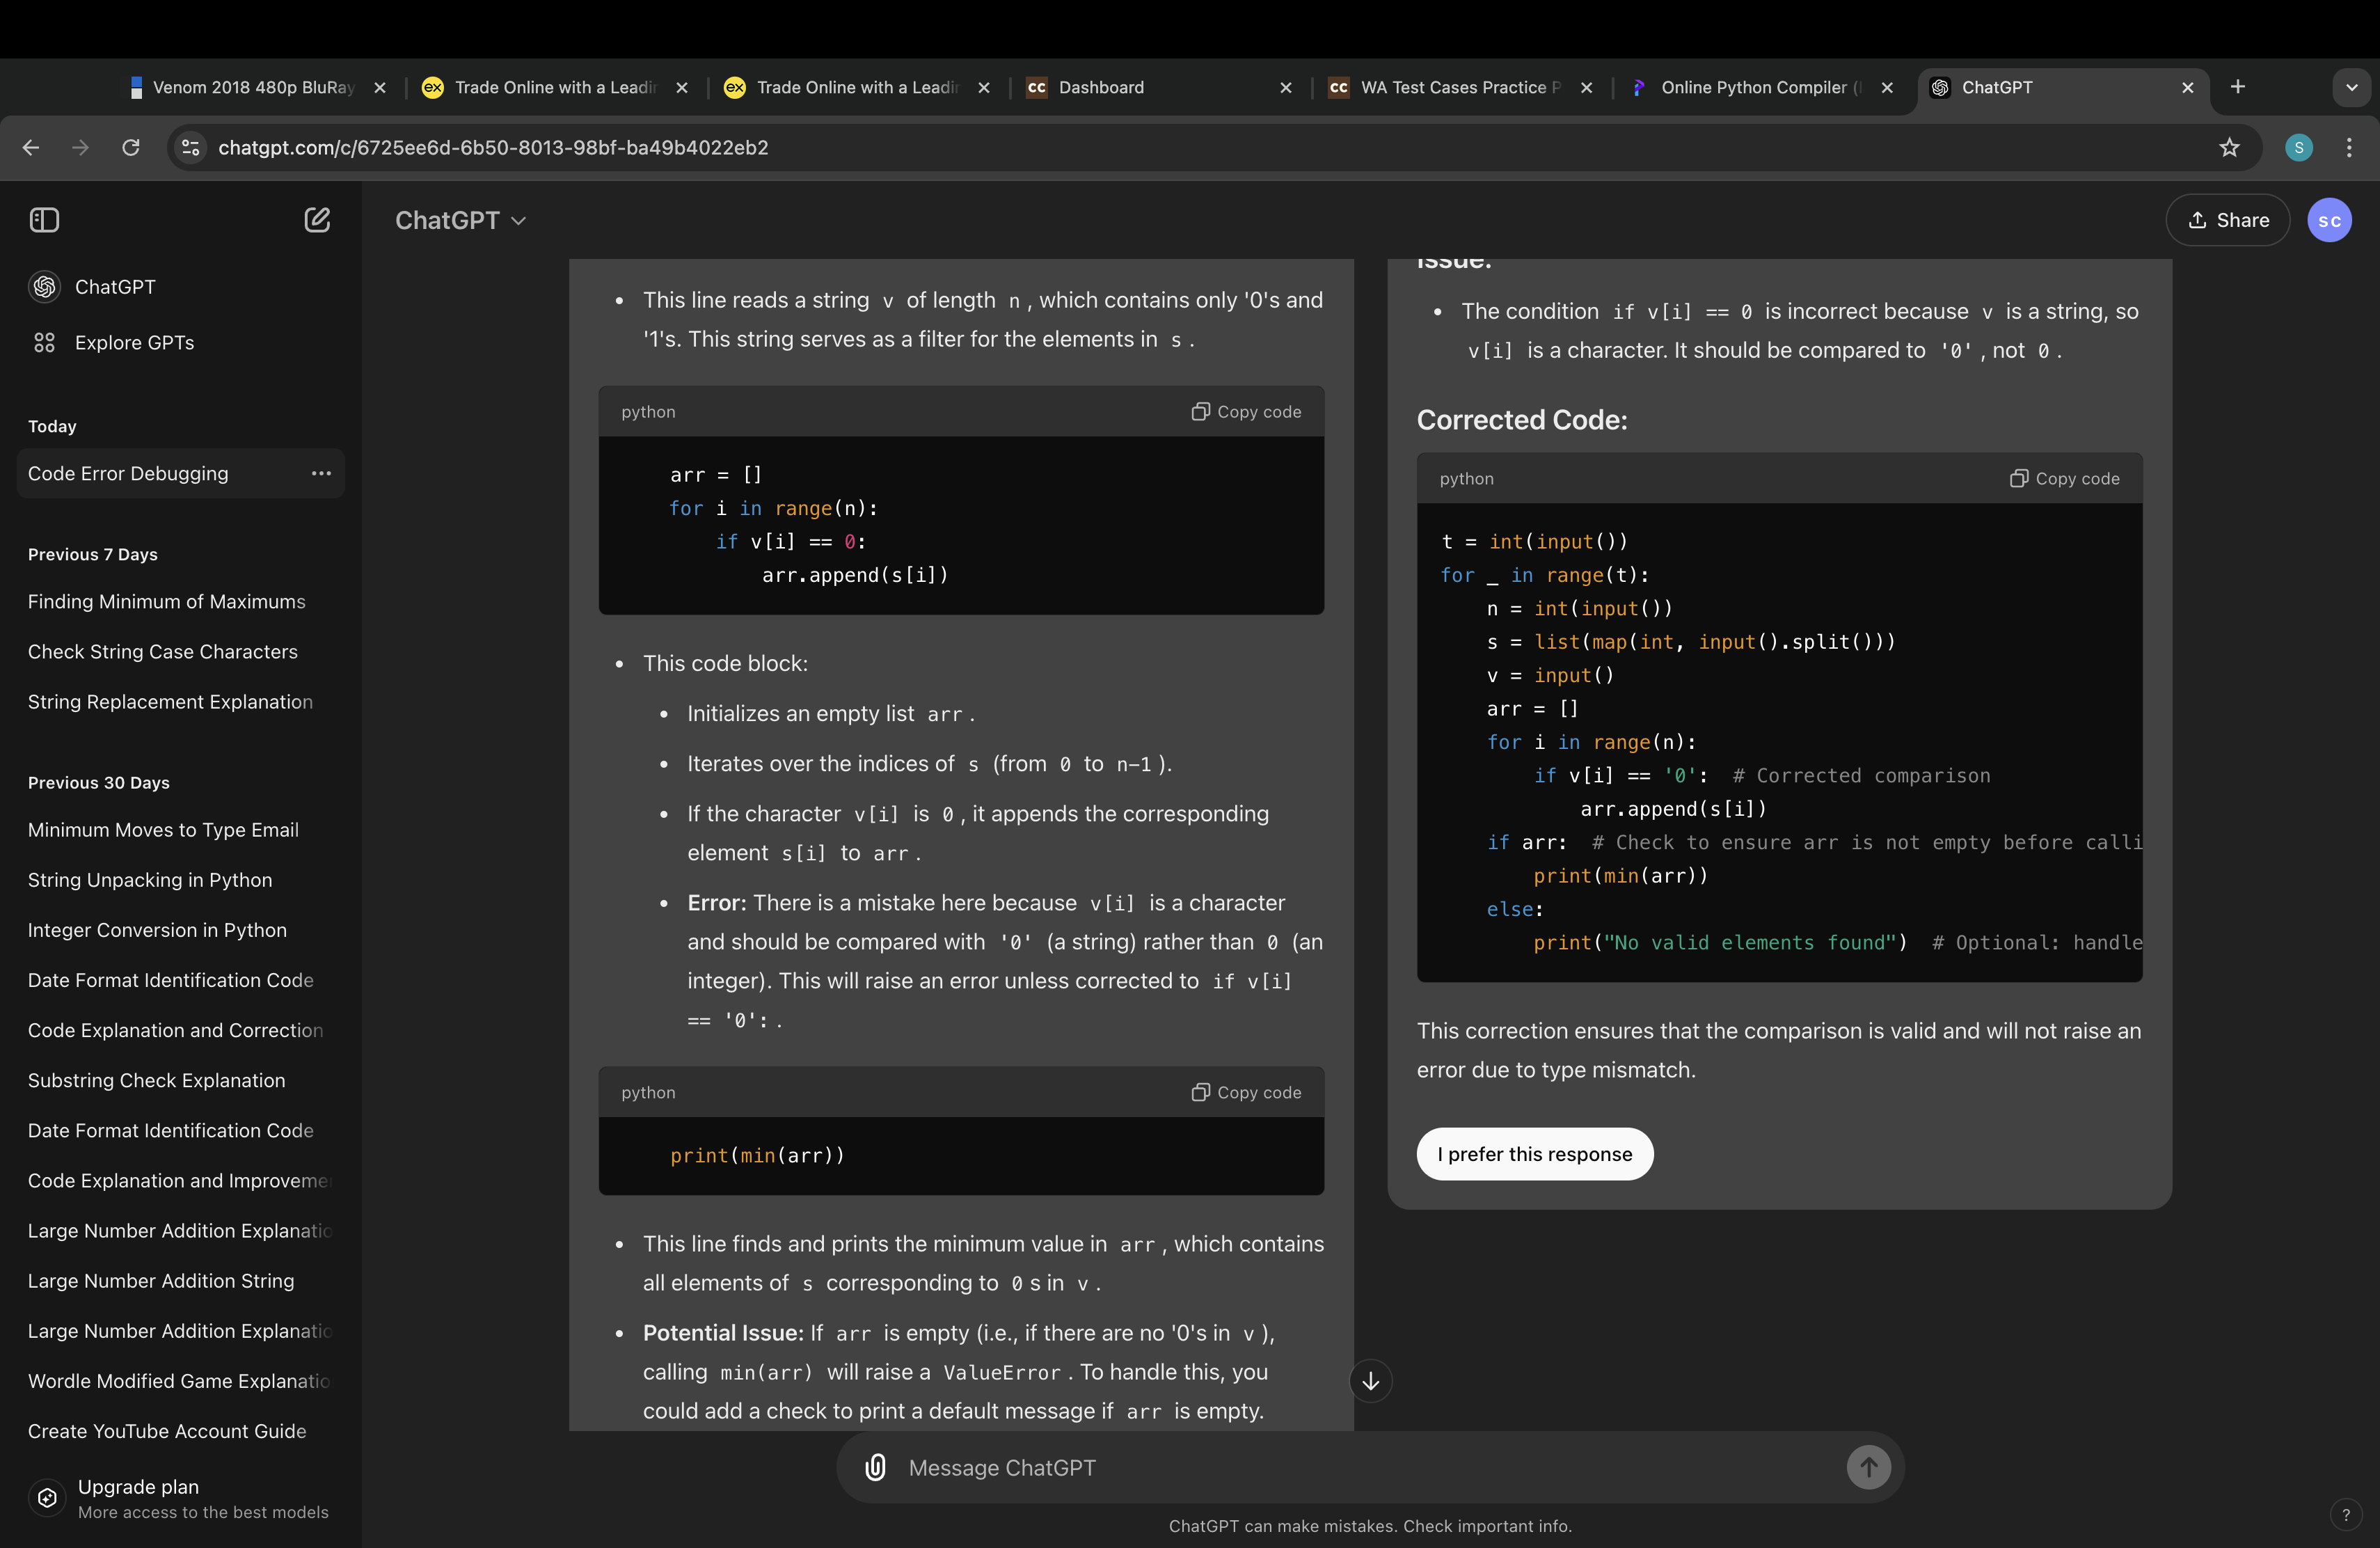 Venom 2018 480p BluRay
Trade Online with a Leadin
Trade Online with a Leadin
CC Dashboard
CC WA Test Cases Practice P
Online Python Compiler (I
ChatGPT
chatgpt.com/c/6725ee6d-6b50-8013-98bf-ba49b4022eb2
S
ChatGPT
Explore GPTs
Today
Code Error Debugging
Previous 7 Days
Finding Minimum of Maximums
Check String Case Characters
String Replacement Explanation
Previous 30 Days
Minimum Moves to Type Email
String Unpacking in Python
Integer Conversion in Python
Date Format Identification Code
Code Explanation and Correction
Substring Check Explanation
Date Format Identification Code
Code Explanation and Improveme
Large Number Addition Explanatio
Large Number Addition String
Large Number Addition Explanatio
Wordle Modified Game Explanatio
Create YouTube Account Guide
Upgrade plan
More access to the best models
ChatGPT
Share
SC
This line reads a string v of length n , which contains only '0's and
'1's. This string serves as a filter for the elements in s .
python
Copy code
arr = []
for i in range(n):
if v[i] == 0:
arr.append(s[i])
This code block:
Initializes an empty list arr .
Iterates over the indices of s (from 0 to n-1 ).
If the character v[i] is 0 , it appends the corresponding
element s[i] to arr .
Error: There is a mistake here because v[i] is a character
and should be compared with '0' (a string) rather than 0 (an
integer). This will raise an error unless corrected to if v[i]
== '0': .
python
Copy code
print(min(arr))
This line finds and prints the minimum value in arr , which contains
all elements of s corresponding to 0 s in v .
Potential Issue: If arr is empty (i.e., if there are no '0's in v ),
calling min(arr) will raise a ValueError . To handle this, you
could add a check to print a default message if arr is empty.
Issue:
The condition if v[i] == 0 is incorrect because v is a string, so
v[i] is a character. It should be compared to '0' , not 0 .
Corrected Code:
python
Copy code
t = int(input())
for _ in range(t):
n = int(input())
s = list(map(int, input().split()))
v = input()
arr = []
for i in range(n):
if v[i] == '0': # Corrected comparison
arr.append(s[i])
if arr: # Check to ensure arr is not empty before calli
print(min(arr))
else:
print("No valid elements found") # Optional: handle
This correction ensures that the comparison is valid and will not raise an
error due to type mismatch.
I prefer this response
Message ChatGPT
ChatGPT can make mistakes. Check important info.
?